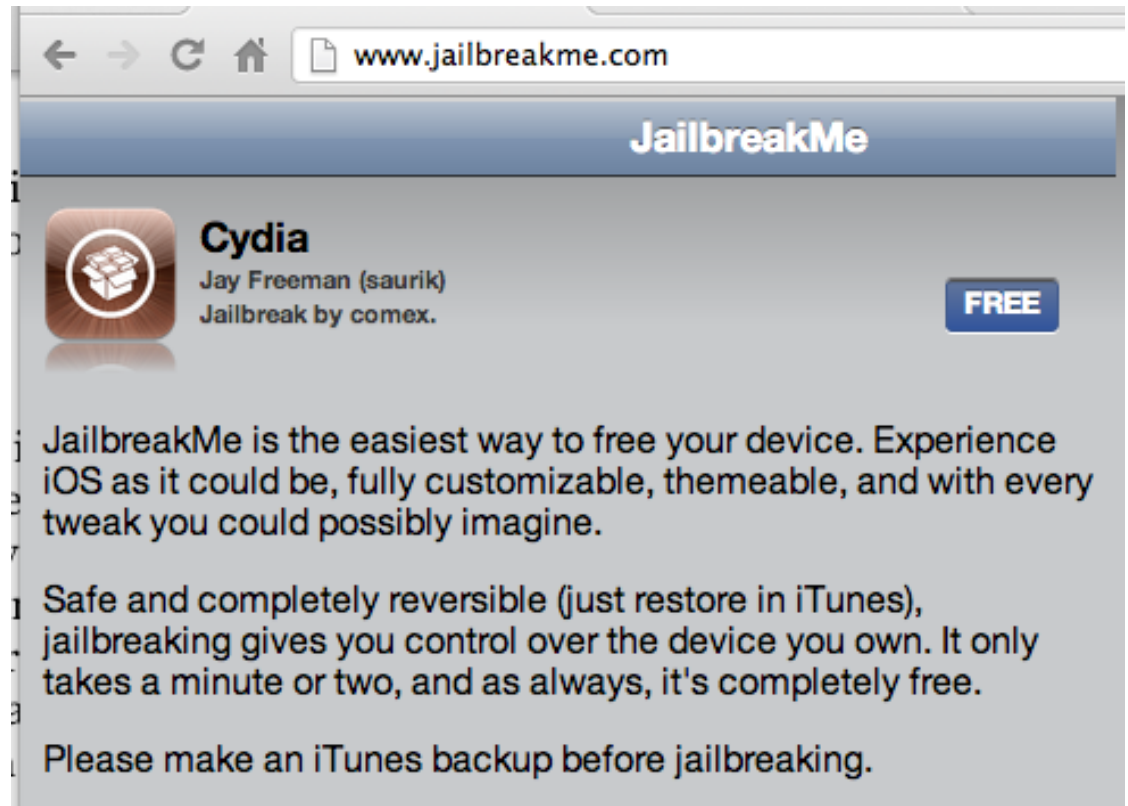 www.jailbreakme.com
JailbreakMe
Cydia
Jay Freeman (saurik)
Jailbreak by comex.
FREE
JailbreakMe is the easiest way to free your device. Experience
iOS as it could be, fully customizable, themeable, and with every
tweak you could possibly imagine.
Safe and completely reversible (just restore in iTunes),
jailbreaking gives you control over the device you own. It only
takes a minute or two, and as always, it's completely free.
Please make an iTunes backup before jailbreaking.